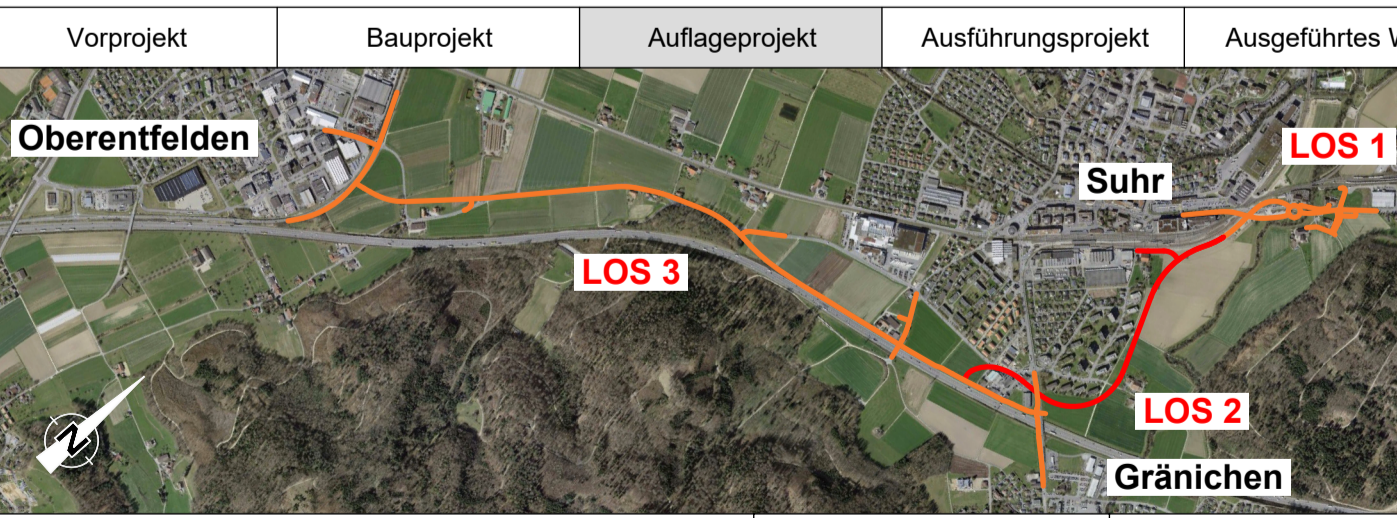 Vorprojekt
Bauprojekt
Auflageprojekt
Ausführungsprojekt
Ausgeführtes
Oberentfelden
LOS 1
Suhr
LOS 3
LOS 2
Gränichen